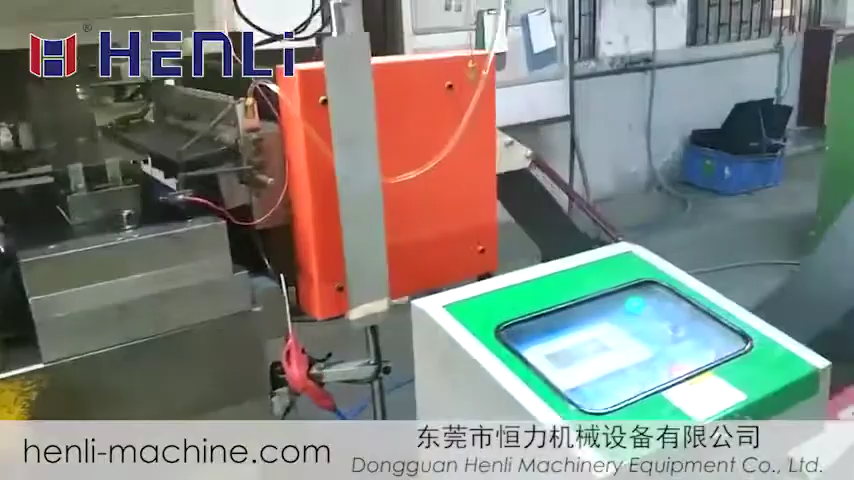 ® HENLI
henli-machine.com
东莞市恒力机械设备有限公司
Dongguan Henli Machinery Equipment Co., Ltd.